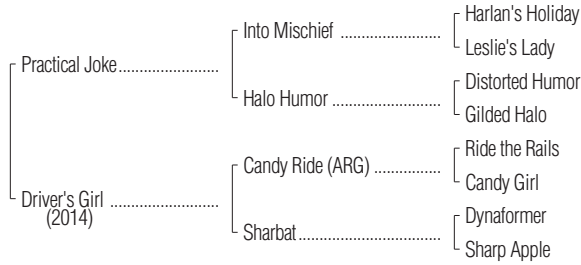 Harlan's Holiday
Into Mischief ....................
Leslie's Lady
Practical Joke....................
Distorted Humor
Halo Humor ......................
Gilded Halo
Ride the Rails
Candy Ride (ARG) .............
Candy Girl
Driver's Girl ......................
(2014)
Dynaformer
Sharbat.............................
Sharp Apple